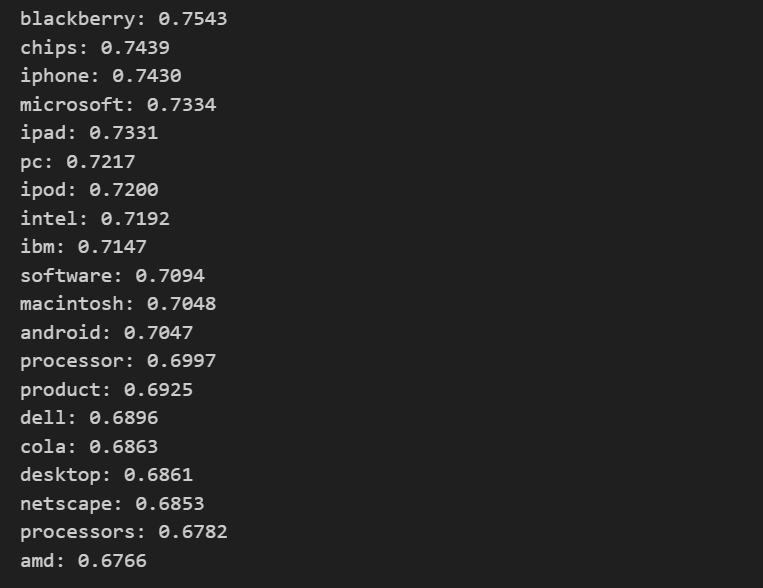 blackberry: 0.7543
chips: 0.7439
iphone: 0.7430
microsoft: 0.7334
ipad: 0.7331
pc: 0.7217
ipod: 0.7200
intel: 0.7192
ibm: 0.7147
software: 0.7094
macintosh: 0.7048
android: 0.7047
processor: 0.6997
product: 0.6925
dell: 0.6896
cola: 0.6863
desktop: 0.6861
netscape: 0.6853
processors: 0.6782
amd: 0.6766